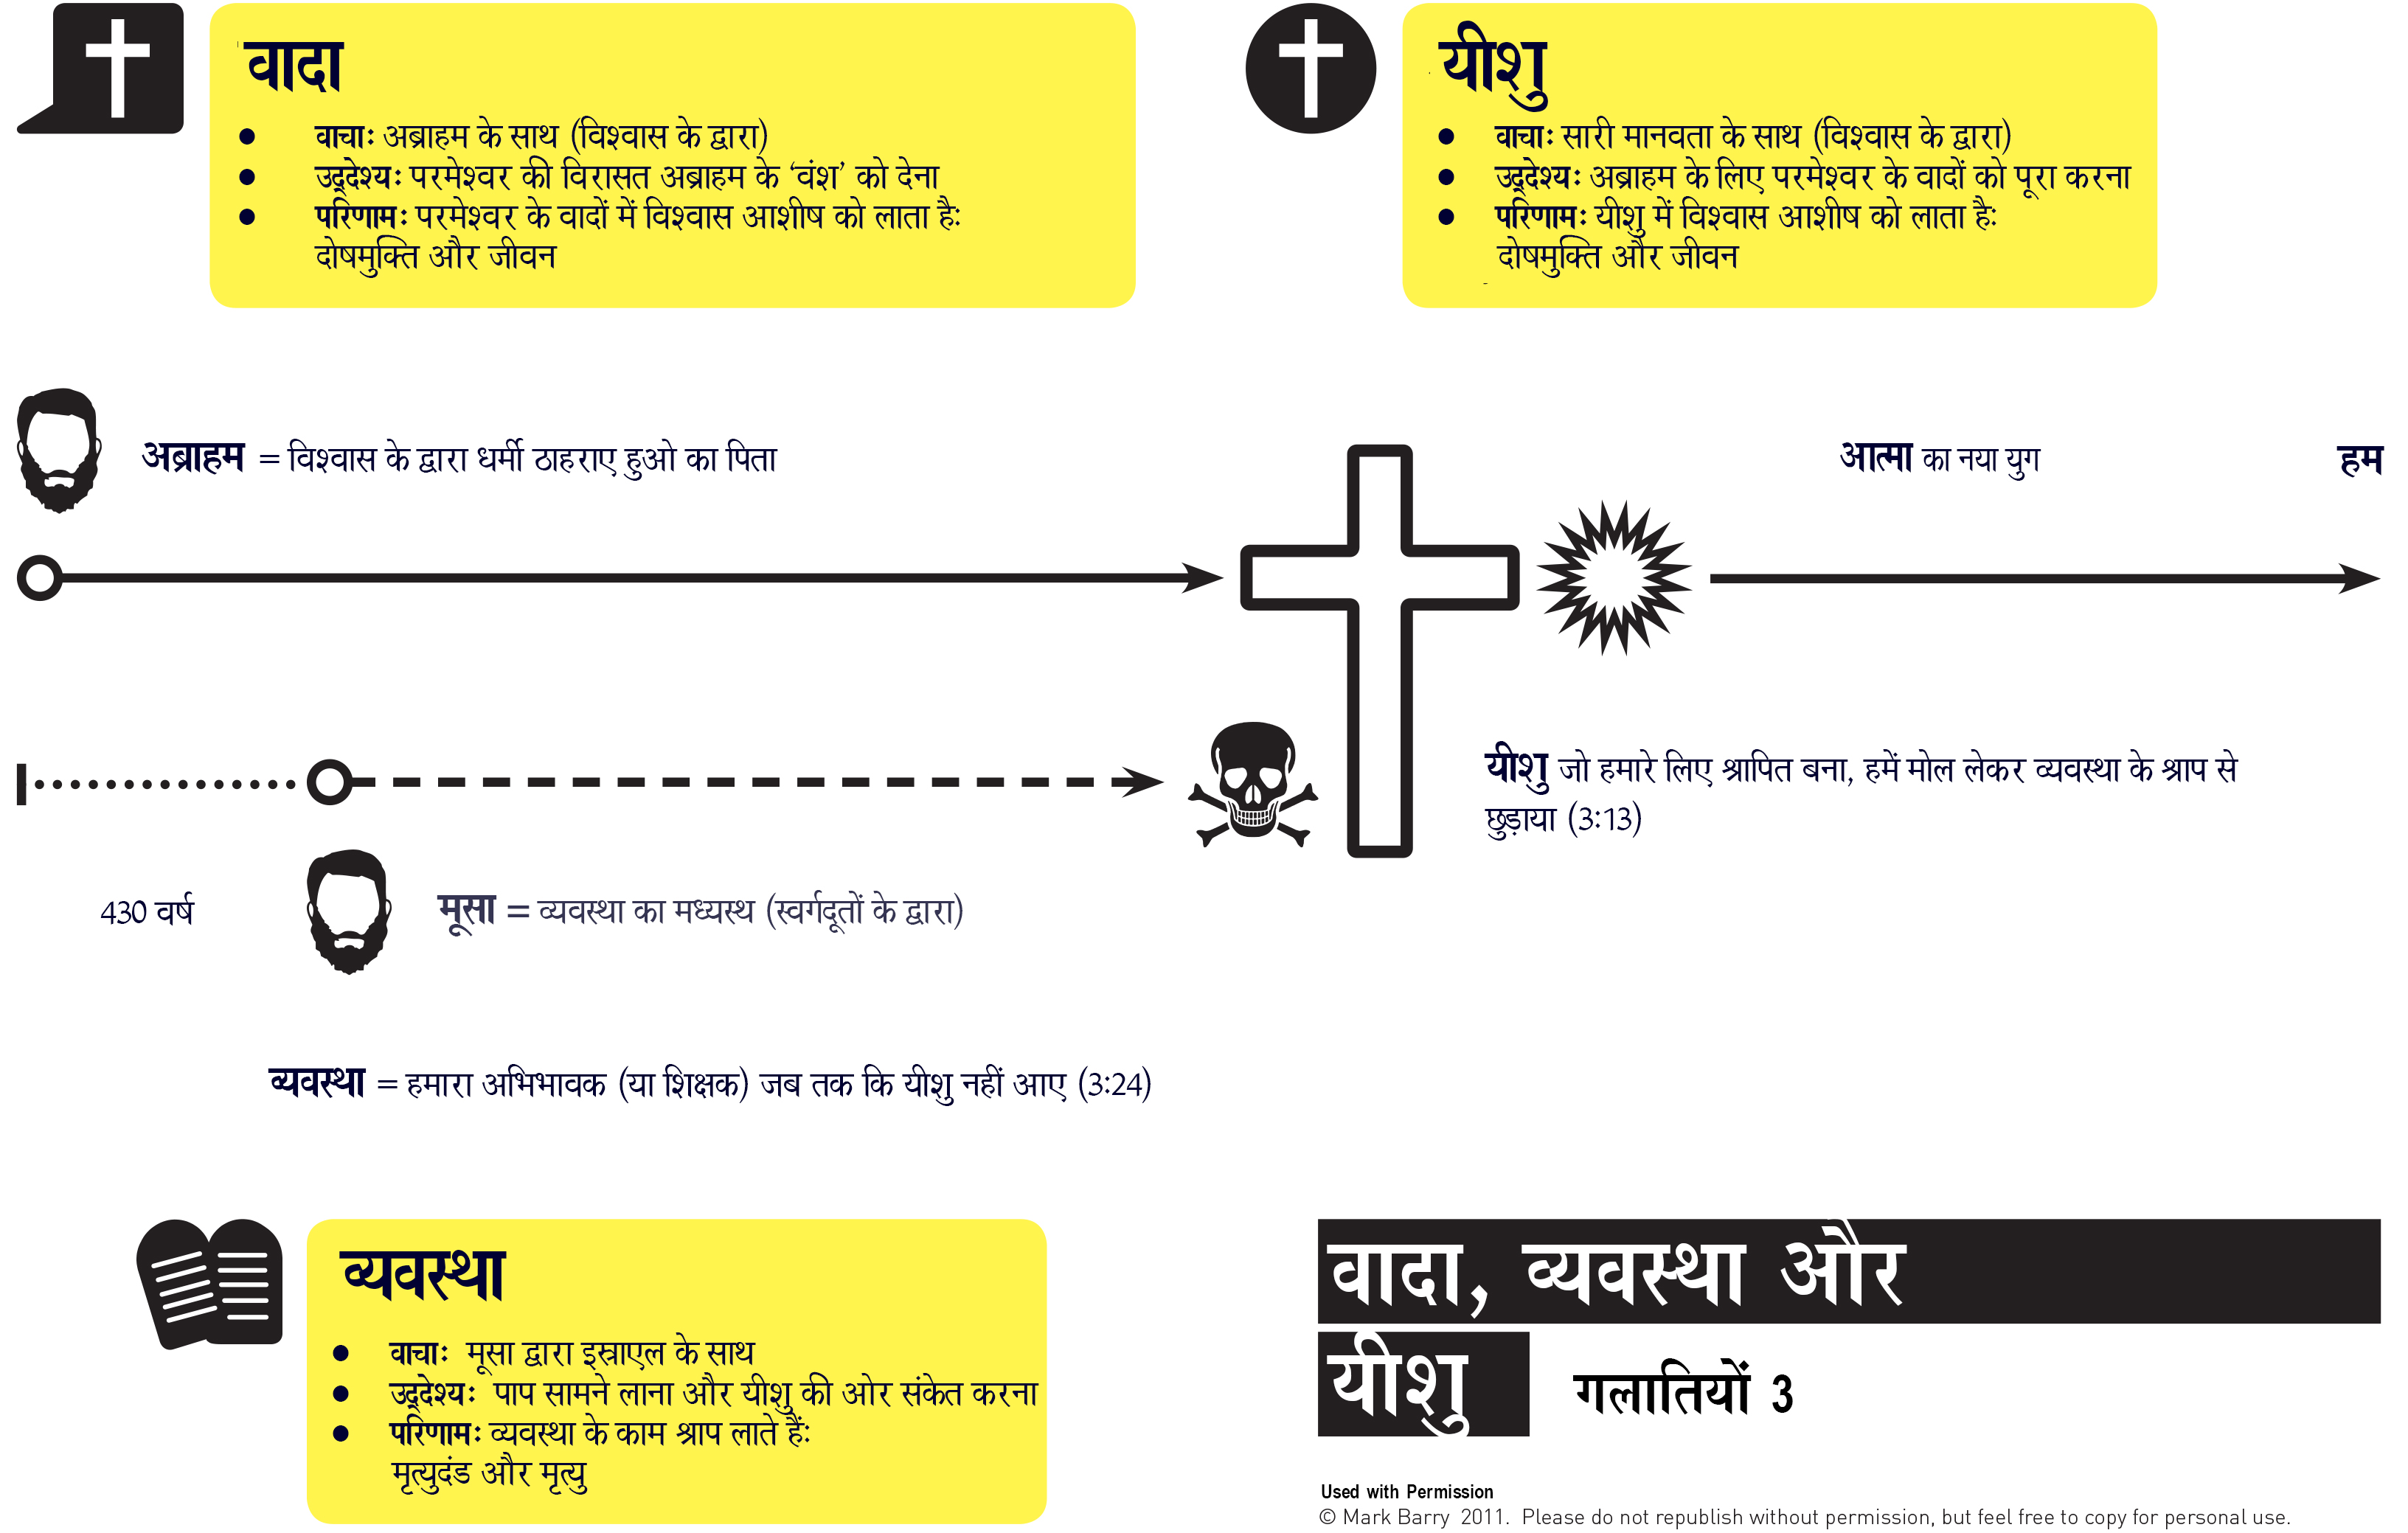 वादा
• वाचाः अब्राहम के साथ (विश्वास के द्वारा)
• उद्देश्यः परमेश्वर की विरासत अब्राहम के ‘वंश’ को देना
• परिणामः परमेश्वर के वादों में विश्वास आशीष को लाता हैः
दोषमुक्ति और जीवन
यीशु
• वाचाः सारी मानवता के साथ (विश्वास के द्वारा)
• उद्देश्यः अब्राहम के लिए परमेश्वर के वादों को पूरा करना
• परिणामः यीशु में विश्वास आशीष को लाता हैः
दोषमुक्ति और जीवन
अब्राहम = विश्वास के द्वारा धर्मी ठाहराए हुओ का पिता
आत्मा का नया युग
हम
यीशु जो हमारे लिए श्रापित बना, हमें मोल लेकर व्यवस्था के श्राप से
छुड़ाया (3:13)
430 वर्ष
मूसा = व्यवस्था का मध्यस्थ (स्वर्गदूतों के द्वारा)
व्यवस्था = हमारा अभिभावक (या शिक्षक) जब तक कि यीशु नहीं आए (3:24)
व्यवस्था
• वाचाः मूसा द्वारा इस्राएल के साथ
• उद्देश्यः पाप सामने लाना और यीशु की ओर संकेत करना
• परिणामः व्यवस्था के काम श्राप लाते हैंः
मृत्युदंड और मृत्यु
वादा, व्यवस्था और
यीशु
गलातियों 3
Used with Permission
© Mark Barry 2011. Please do not republish without permission, but feel free to copy for personal use.